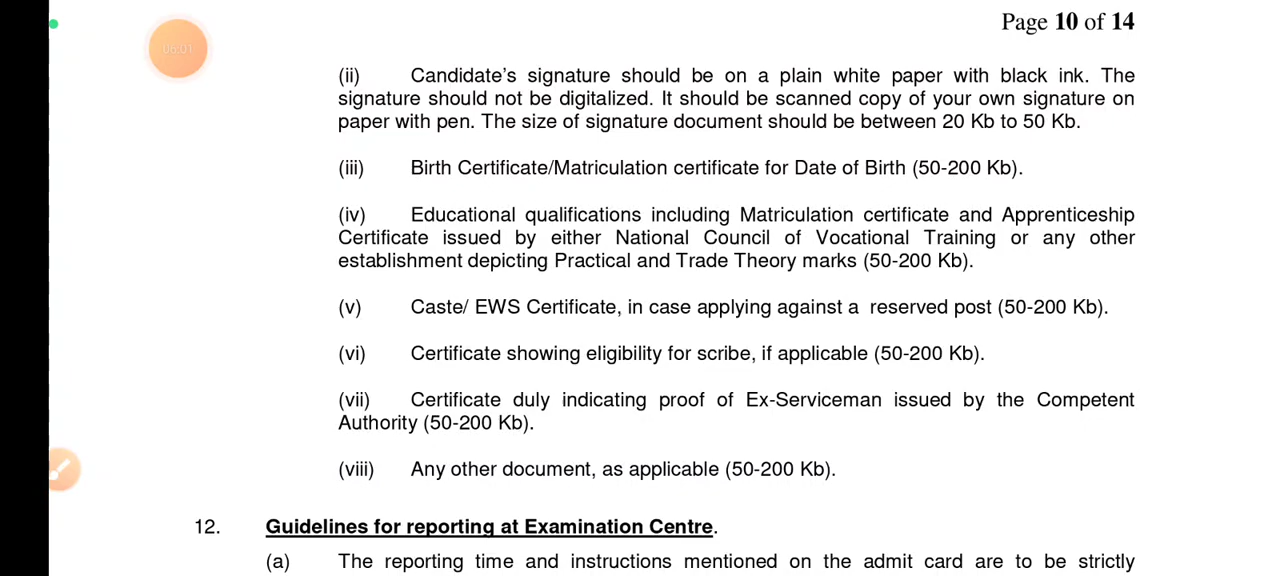 Page 10 of 14
06:01
(ii) Candidate's signature should be on a plain white paper with black ink. The
signature should not be digitalized. It should be scanned copy of your own signature on
paper with pen. The size of signature document should be between 20 Kb to 50 Kb.
(iii) Birth Certificate/Matriculation certificate for Date of Birth (50-200 Kb).
(iv) Educational qualifications including Matriculation certificate and Apprenticeship
Certificate issued by either National Council of Vocational Training or any other
establishment depicting Practical and Trade Theory marks (50-200 Kb).
(v) Caste/ EWS Certificate, in case applying against a reserved post (50-200 Kb).
(vi) Certificate showing eligibility for scribe, if applicable (50-200 Kb).
(vii) Certificate duly indicating proof of Ex-Serviceman issued by the Competent
Authority (50-200 Kb).
(viii) Any other document, as applicable (50-200 Kb).
12. Guidelines for reporting at Examination Centre.
(a) The reporting time and instructions mentioned on the admit card are to be strictly